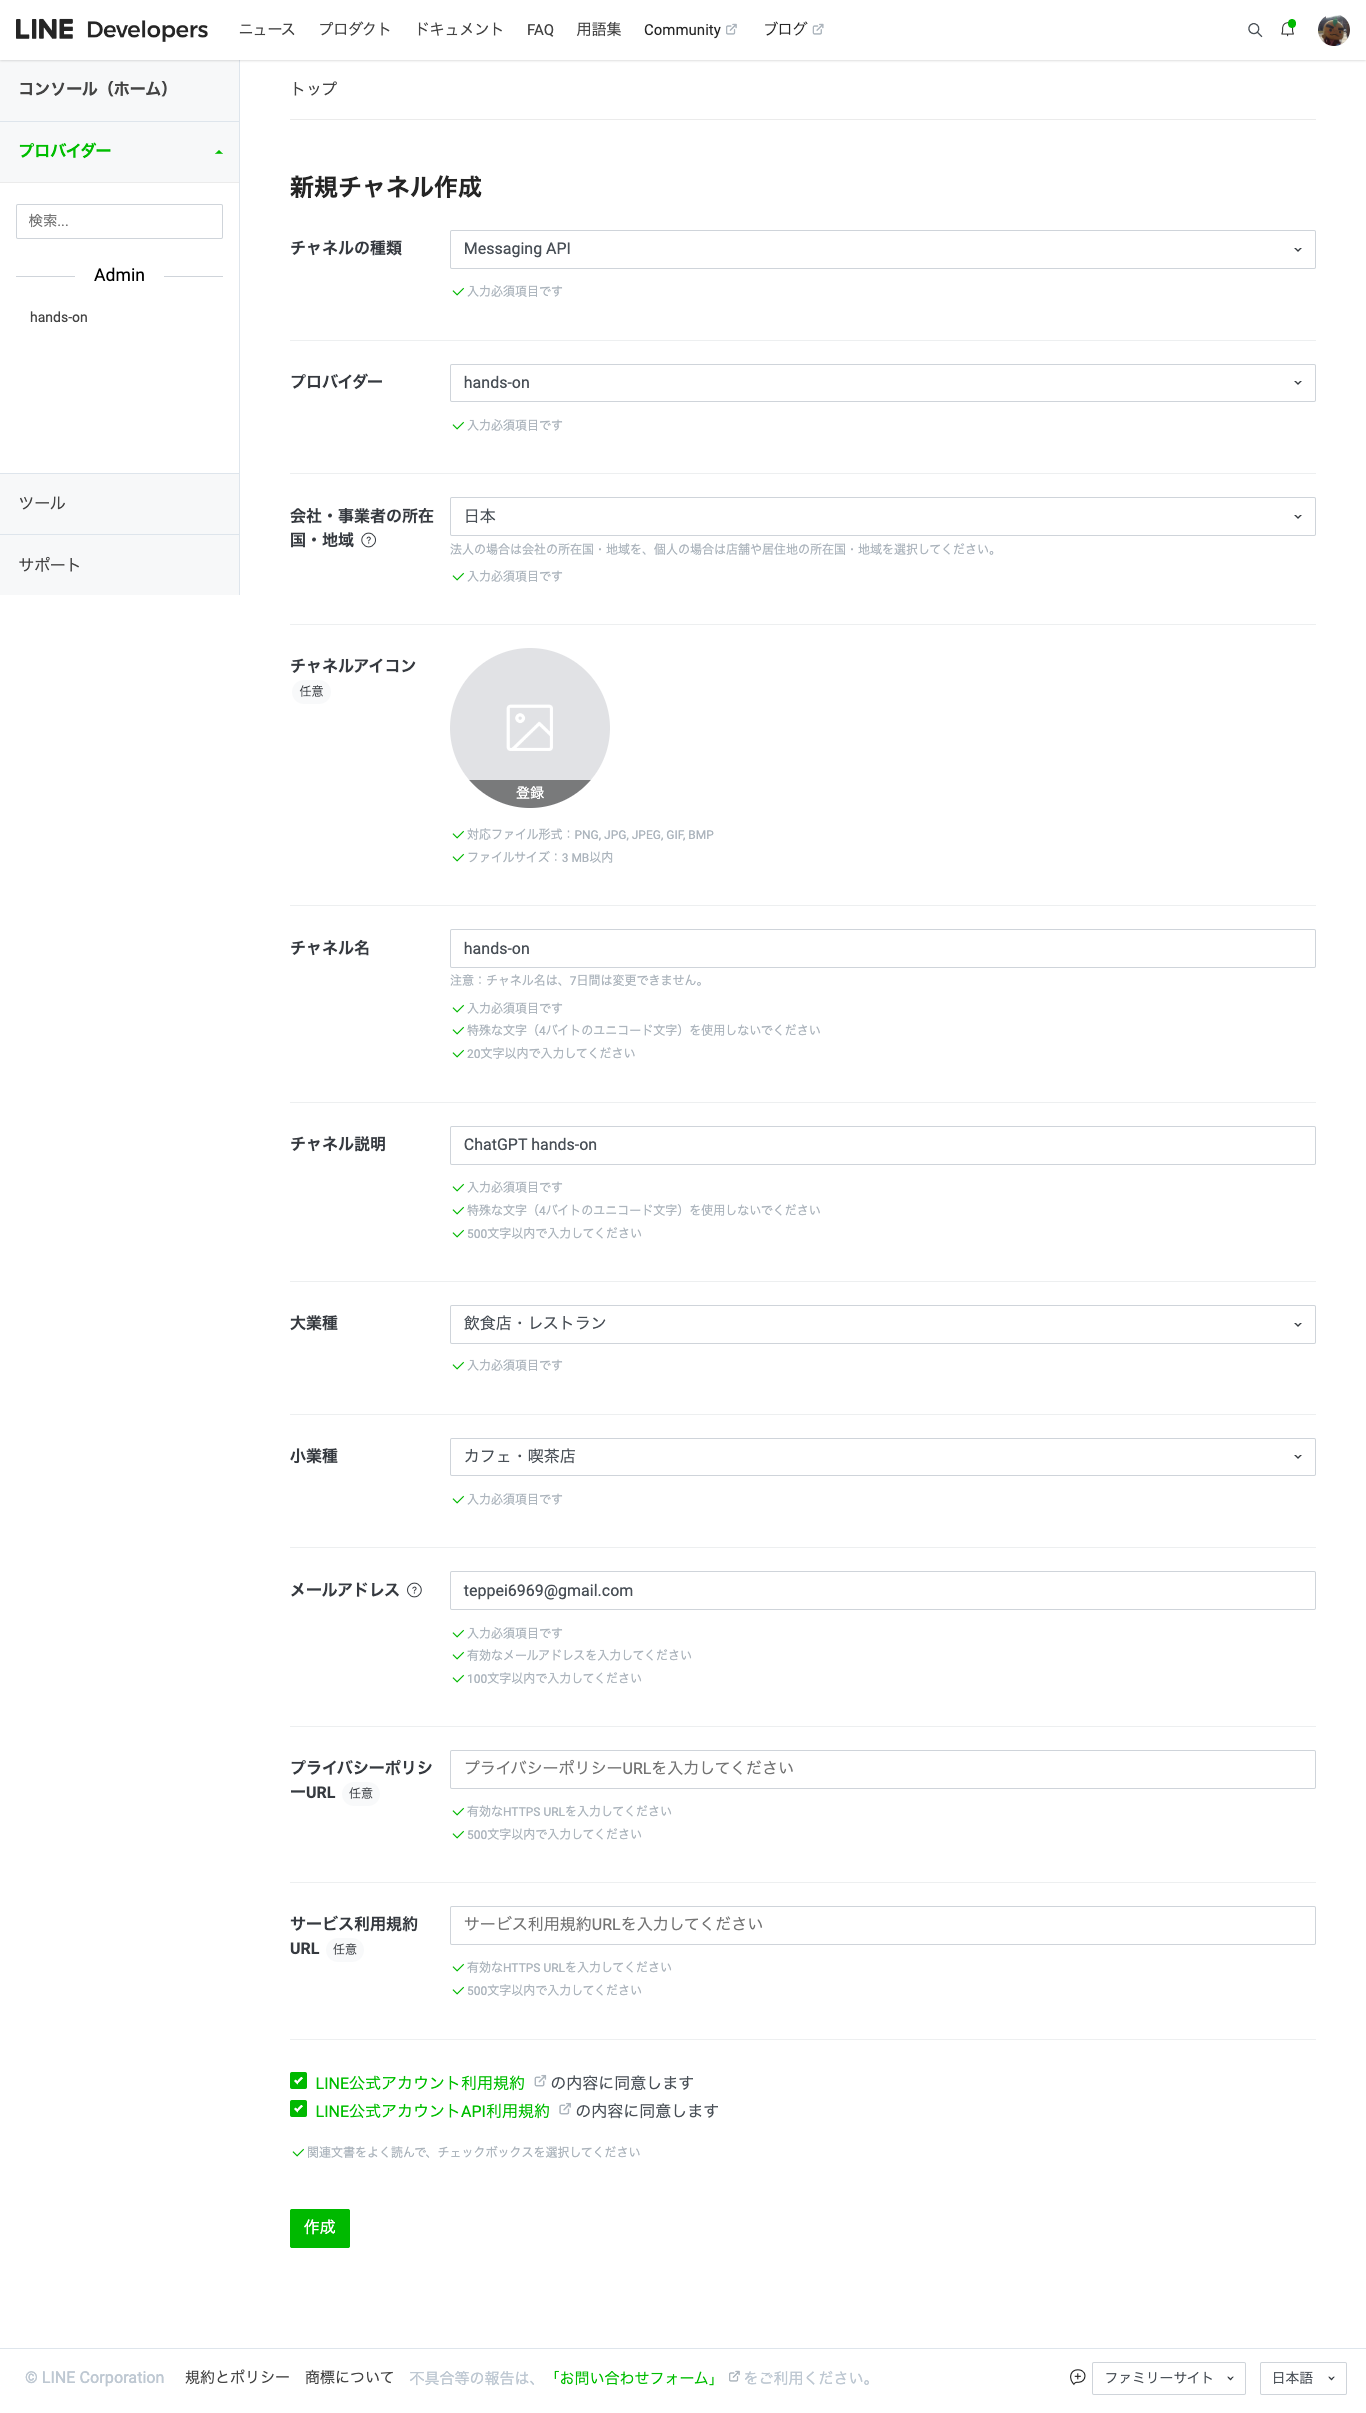 LINE Developers ニュース プロダクト ドキュメント FAQ 用語集 Community ブログ
コンソール（ホーム）
プロバイダー
検索...
Admin
hands-on
ツール
サポート
トップ
新規チャネル作成
チャネルの種類
Messaging API
入力必須項目です
プロバイダー
hands-on
入力必須項目です
会社・事業者の所在
国・地域 ?
日本
法人の場合は会社の所在国・地域を、個人の場合は店舗や居住地の所在国・地域を選択してください。
入力必須項目です
チャネルアイコン
任意
登録
対応ファイル形式：PNG, JPG, JPEG, GIF, BMP
ファイルサイズ：3 MB以内
チャネル名
hands-on
注意：チャネル名は、7日間は変更できません。
入力必須項目です
特殊な文字（4バイトのユニコード文字）を使用しないでください
20文字以内で入力してください
チャネル説明
ChatGPT hands-on
入力必須項目です
特殊な文字（4バイトのユニコード文字）を使用しないでください
500文字以内で入力してください
大業種
飲食店・レストラン
入力必須項目です
小業種
カフェ・喫茶店
入力必須項目です
メールアドレス ?
teppei6969@gmail.com
入力必須項目です
有効なメールアドレスを入力してください
100文字以内で入力してください
プライバシーポリシ
ーURL 任意
プライバシーポリシーURLを入力してください
有効なHTTPS URLを入力してください
500文字以内で入力してください
サービス利用規約
URL 任意
サービス利用規約URLを入力してください
有効なHTTPS URLを入力してください
500文字以内で入力してください
LINE公式アカウント利用規約 の内容に同意します
LINE公式アカウントAPI利用規約 の内容に同意します
関連文書をよく読んで、チェックボックスを選択してください
作成
© LINE Corporation 規約とポリシー 商標について 不具合等の報告は、「お問い合わせフォーム」 をご利用ください。 ファミリーサイト 日本語